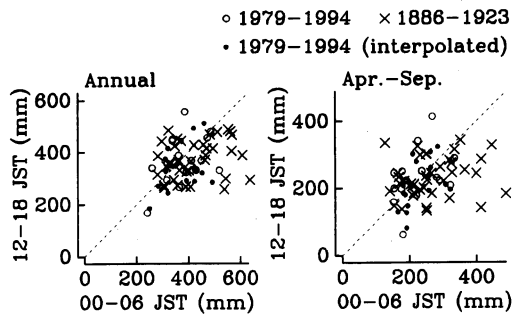 ○ 1979-1994 × 1886-1923
• 1979-1994 (interpolated)
Annual
12-18 JST (mm)
600
400
200
0
0 200 400 600
00-06 JST (mm)
Apr.-Sep.
12-18 JST (mm)
400
200
0
0 200 400
00-06 JST (mm)